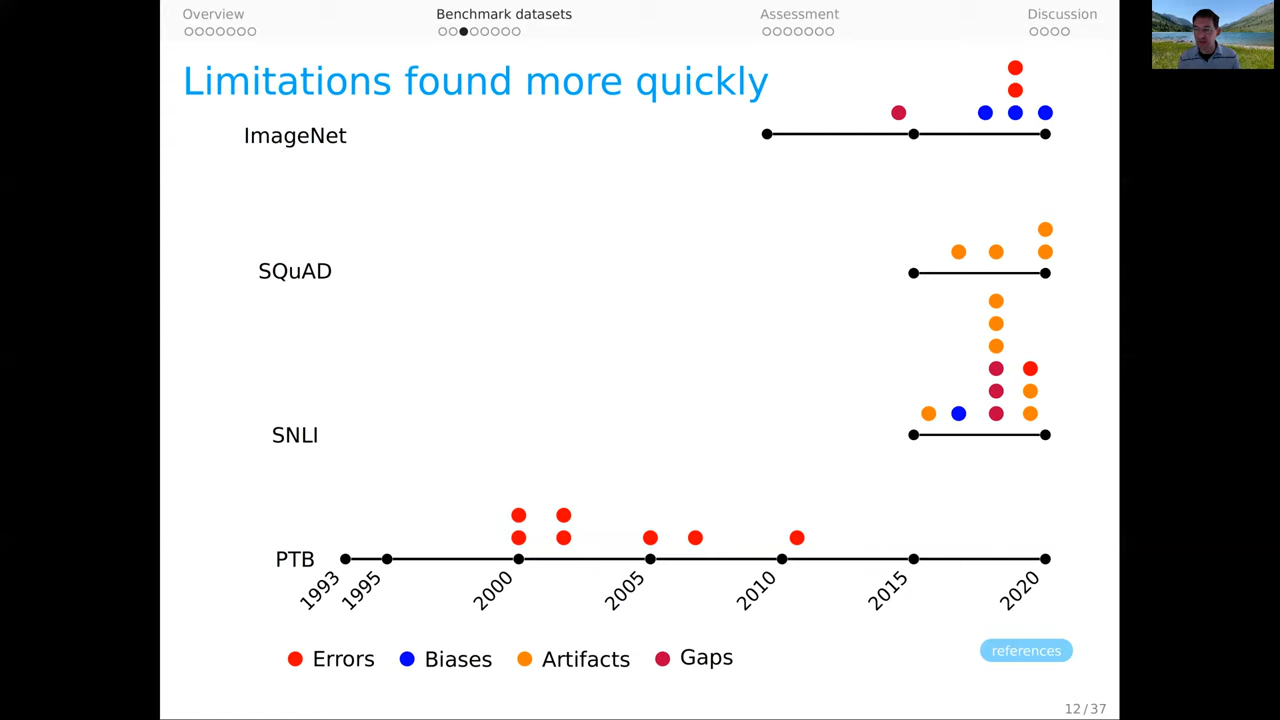 Overview
Benchmark datasets
Assessment
Discussion
Limitations found more quickly
ImageNet
SQuAD
SNLI
PTB
1993
1995
2000
2005
2010
2015
2020
Errors
Biases
Artifacts
Gaps
references
12/37